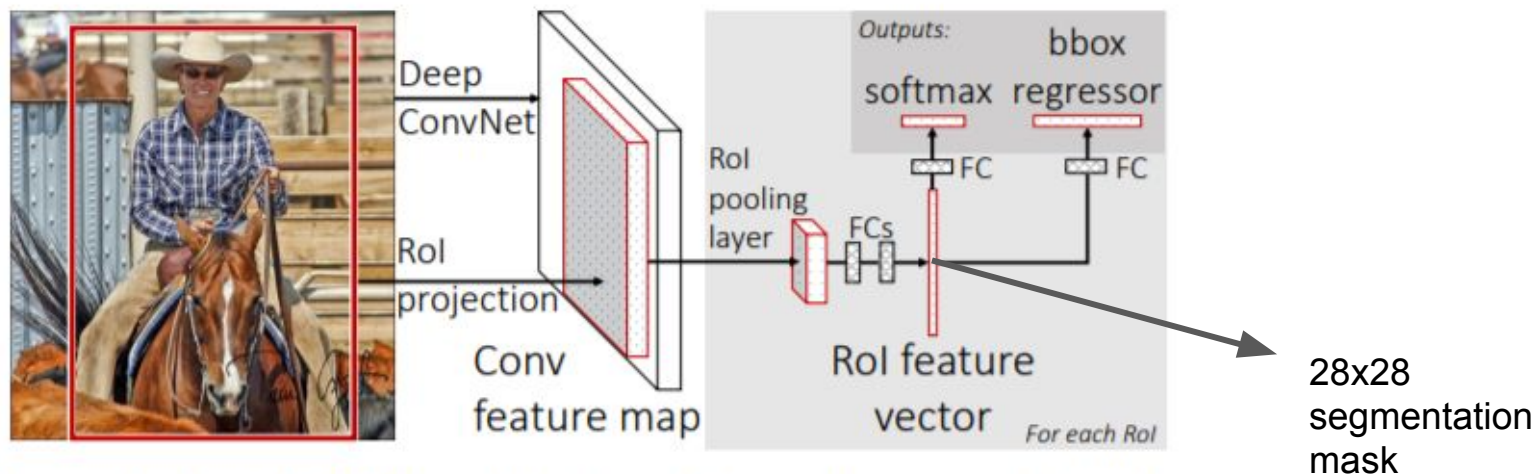 Deep
ConvNet
RoI
projection
Conv
feature map
RoI
pooling
layer
FCs
Outputs:
softmax
bbox
regressor
FC
FC
RoI feature
vector
For each RoI
28x28
segmentation
mask